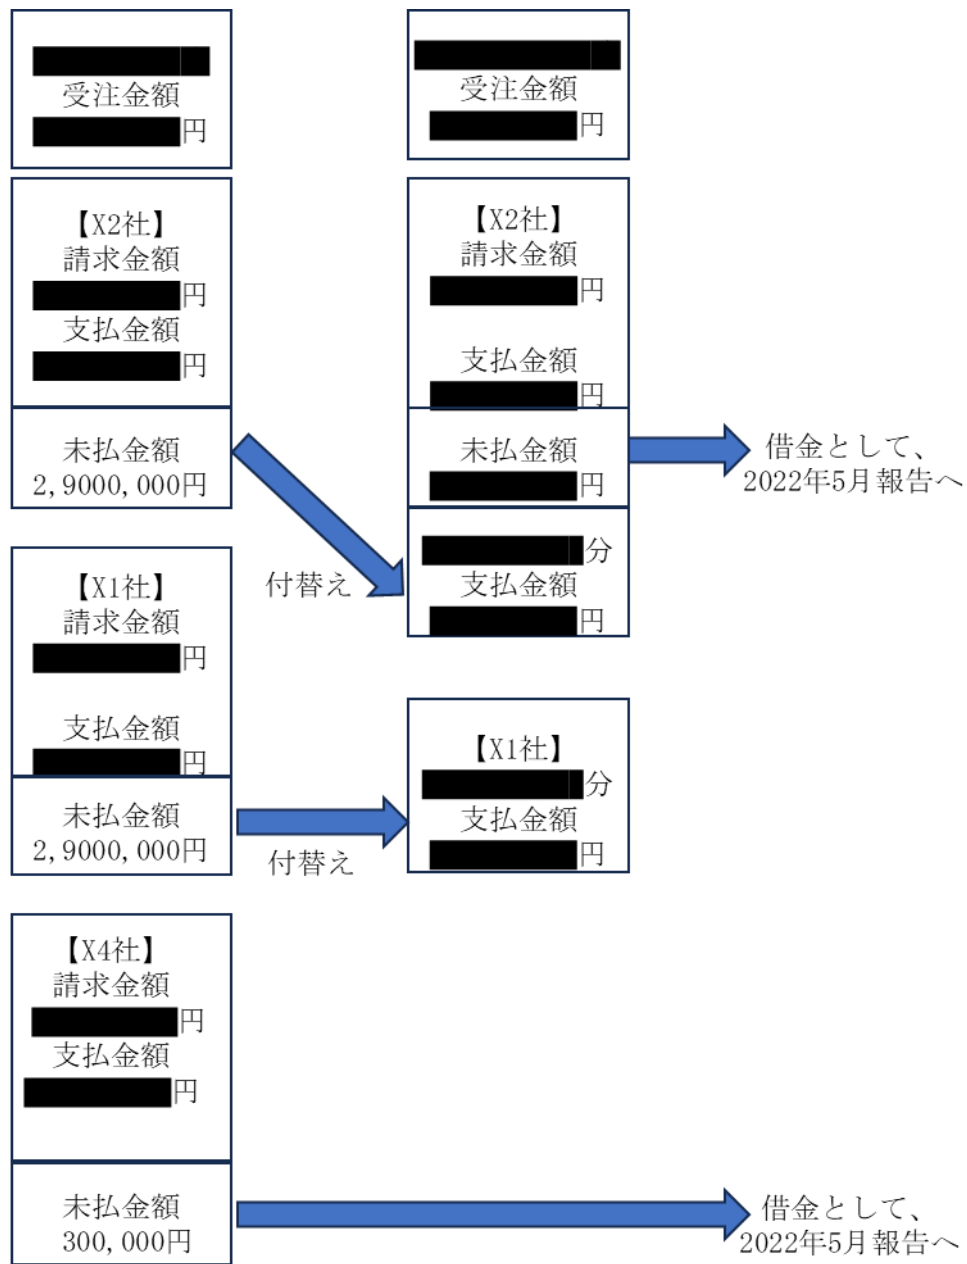 受注金額
円
【X2社】
請求金額
円
支払金額
円
未払金額
2,9000,000円
【X1社】
請求金額
円
支払金額
円
未払金額
2,9000,000円
【X4社】
請求金額
円
支払金額
円
未払金額
300,000円
付替え
付替え
受注金額
円
【X2社】
請求金額
円
支払金額
円
未払金額
円
分
支払金額
円
【X1社】
分
支払金額
円
借金として、
2022年5月報告へ
借金として、
2022年5月報告へ